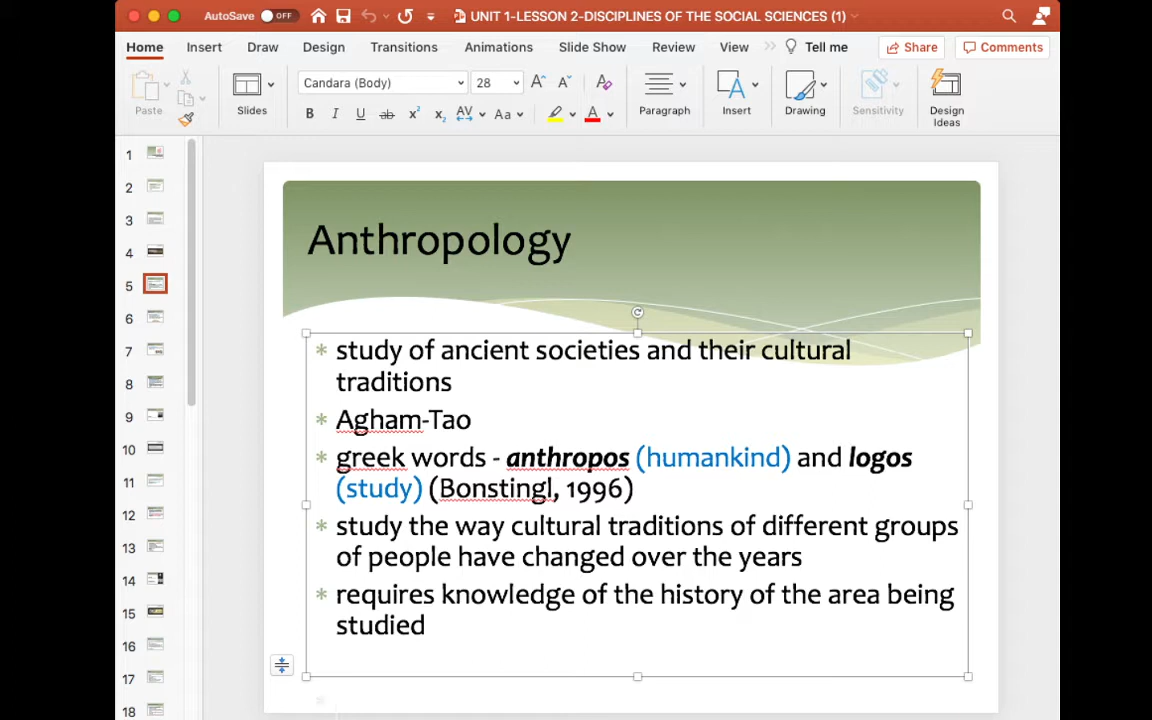 AutoSave OFF UNIT 1-LESSON 2-DISCIPLINES OF THE SOCIAL SCIENCES (1)
Home Insert Draw Design Transitions Animations Slide Show Review View Tell me Share Comments
Candara (Body) 28
Paste Slides B I U ab x² x₂ AV Aa A Paragraph Insert Drawing Sensitivity Design
Ideas
1
2
3
4
5
6
7
8
9
10
11
12
13
14
15
16
17
18
Anthropology
study of ancient societies and their cultural
traditions
Agham-Tao
greek words - anthropos (humankind) and logos
(study) (Bonstingl, 1996)
study the way cultural traditions of different groups
of people have changed over the years
requires knowledge of the history of the area being
studied